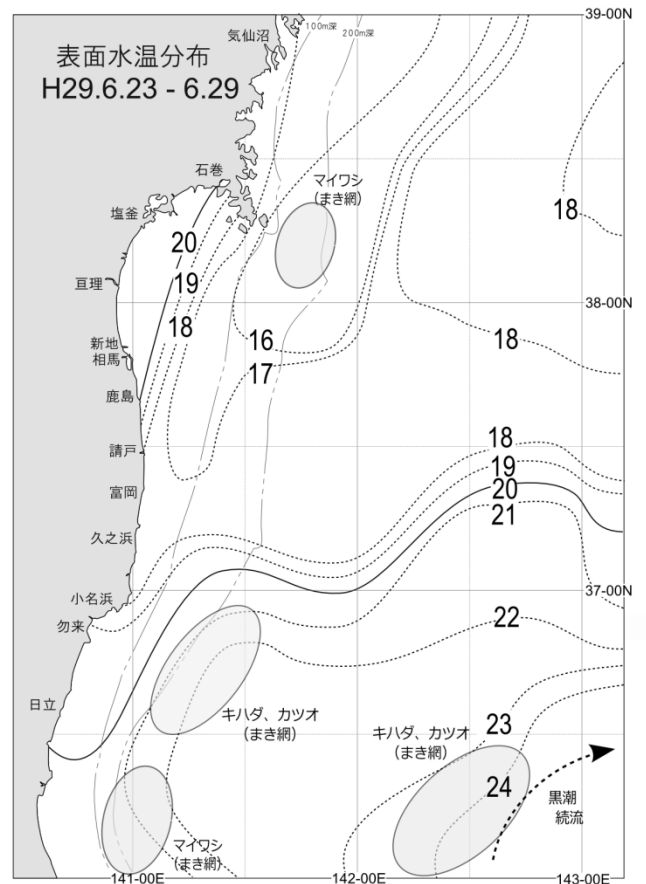 39-00N
気仙沼
100m深
200m深
表面水温分布
H29.6.23 - 6.29
石巻
マイワシ
(まき網)
塩釜
18
20
19
亘理
38-00N
18
16
18
新地
相馬
17
鹿島
18
請戸
19
20
富岡
21
久之浜
37-00N
小名浜
22
勿来
日立
キハダ、カツオ
(まき網)
23
キハダ、カツオ
(まき網)
24
黒潮
続流
マイワシ
(まき網)
141-00E
142-00E
143-00E